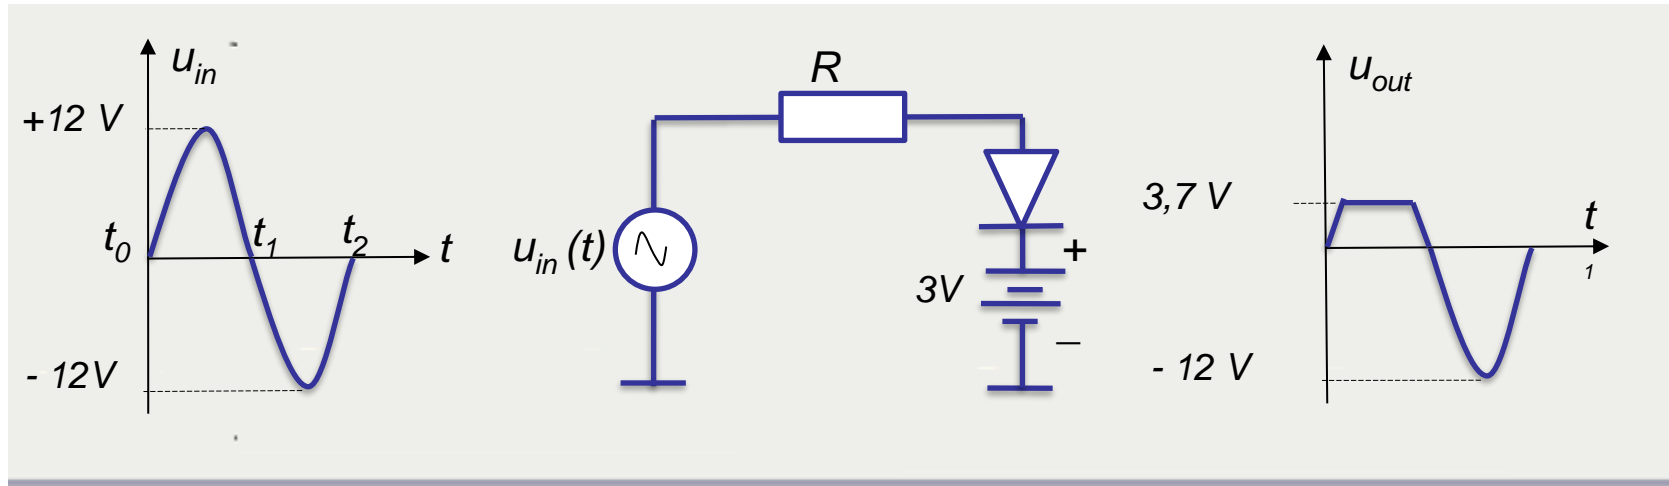 u_in
+12 V
t_0
t_1
t_2
t
- 12V
R
u_in (t)
+
3V
–
u_out
3,7 V
t
1
- 12 V